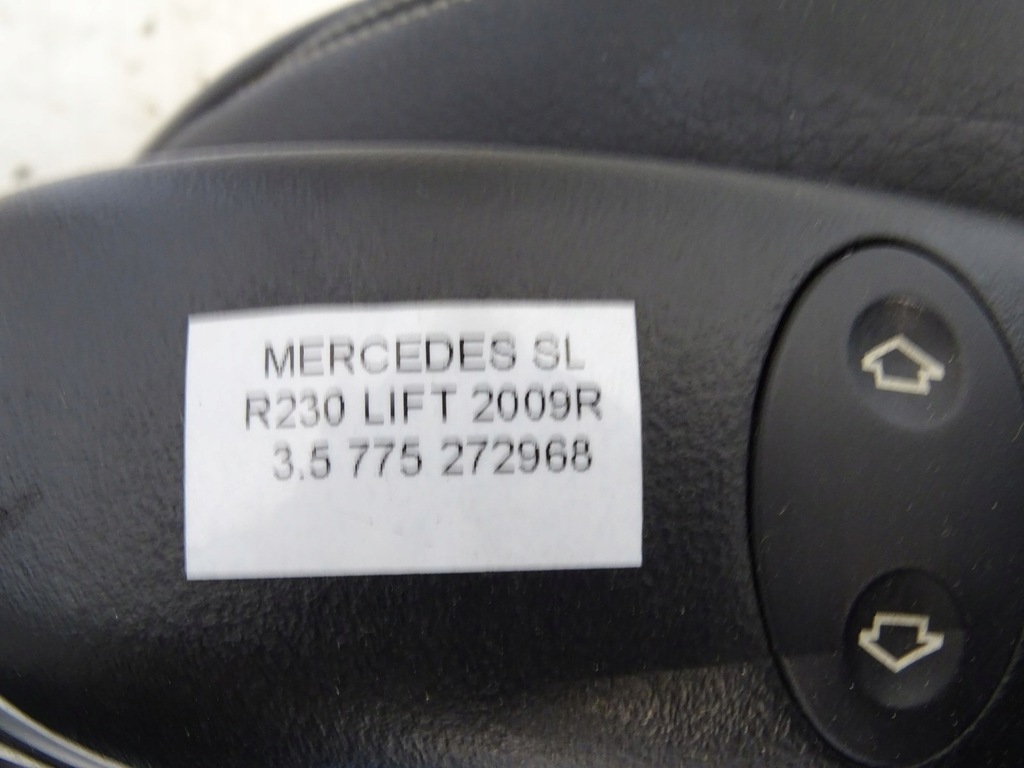 MERCEDES SL
R230 LIFT 2009R
3.5 775 272968